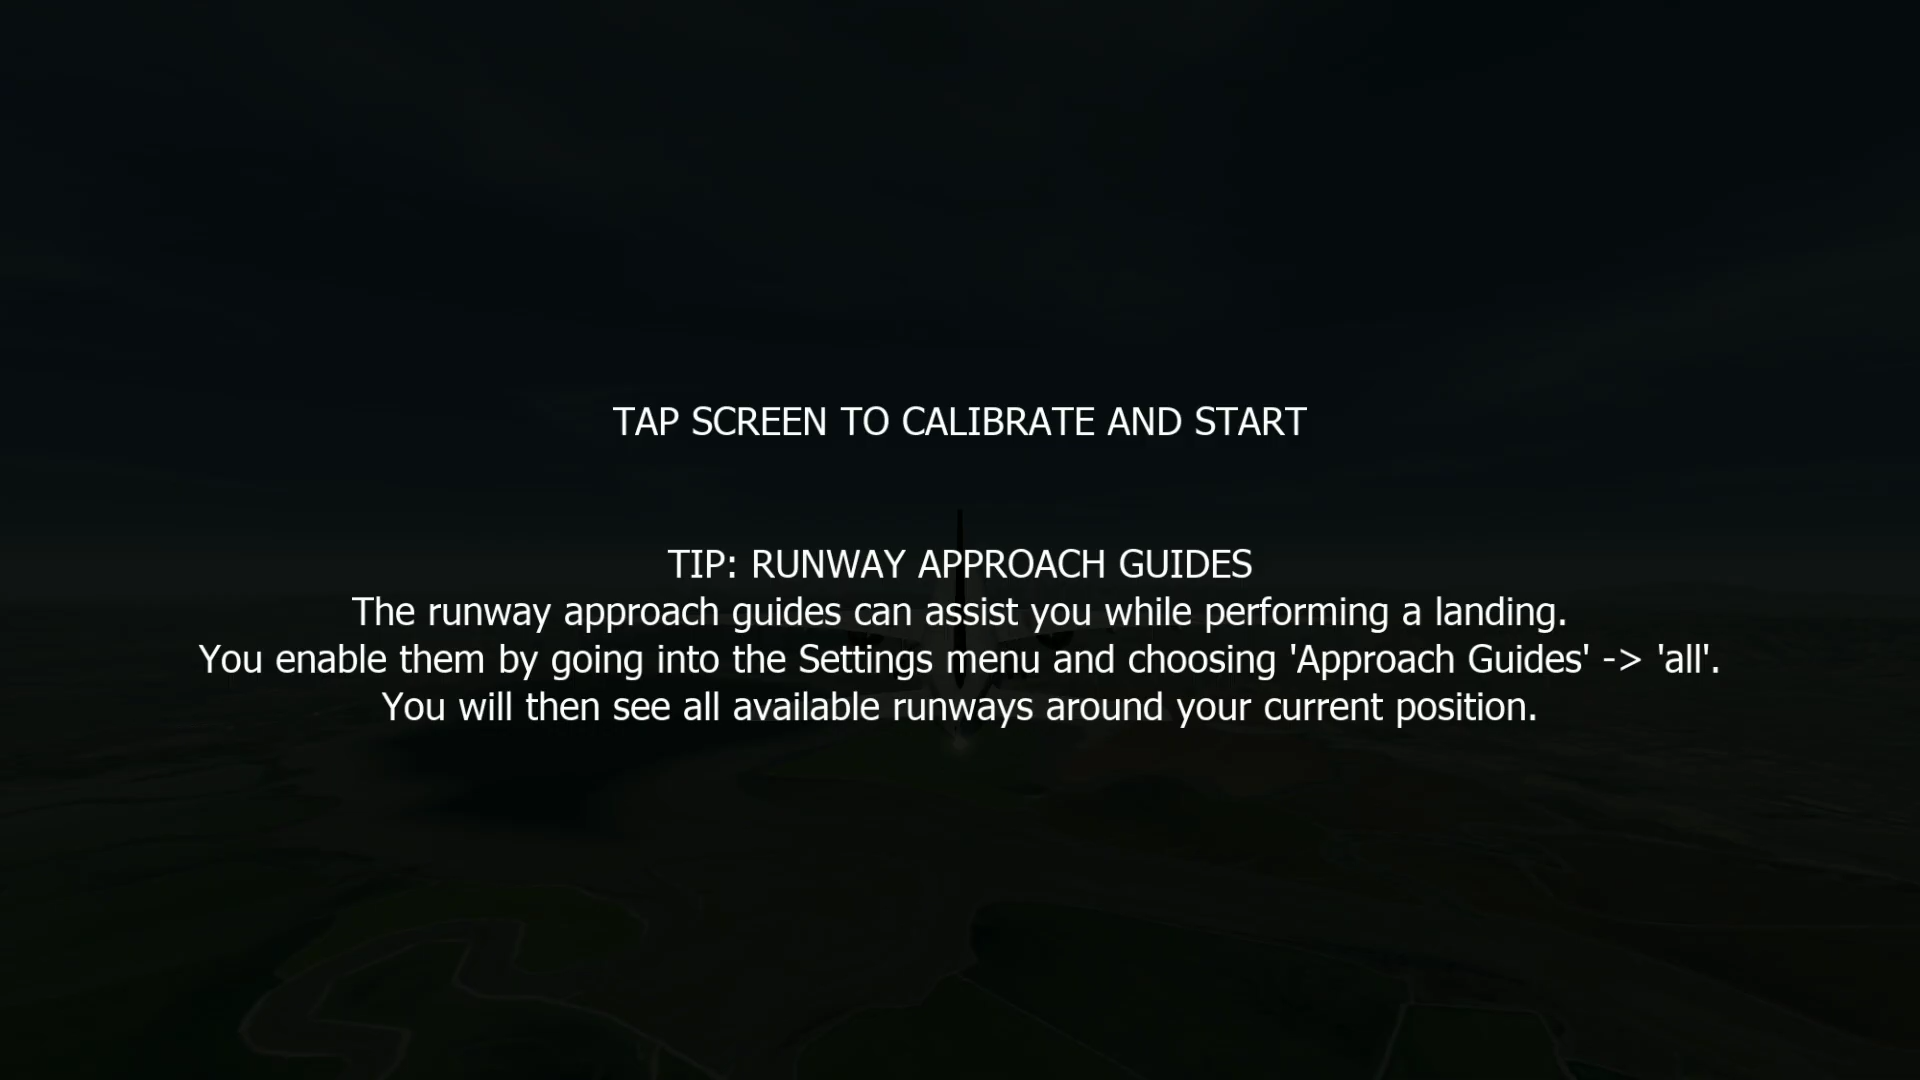 TAP SCREEN TO CALIBRATE AND START
TIP: RUNWAY APPROACH GUIDES
The runway approach guides can assist you while performing a landing.
You enable them by going into the Settings menu and choosing 'Approach Guides' -> 'all'.
You will then see all available runways around your current position.